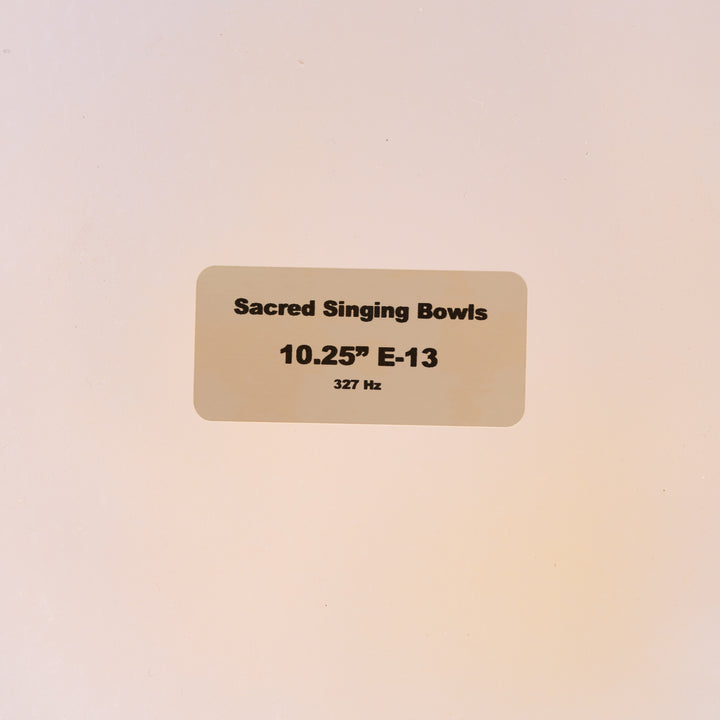 Sacred Singing Bowls
10.25” E-13
327 Hz